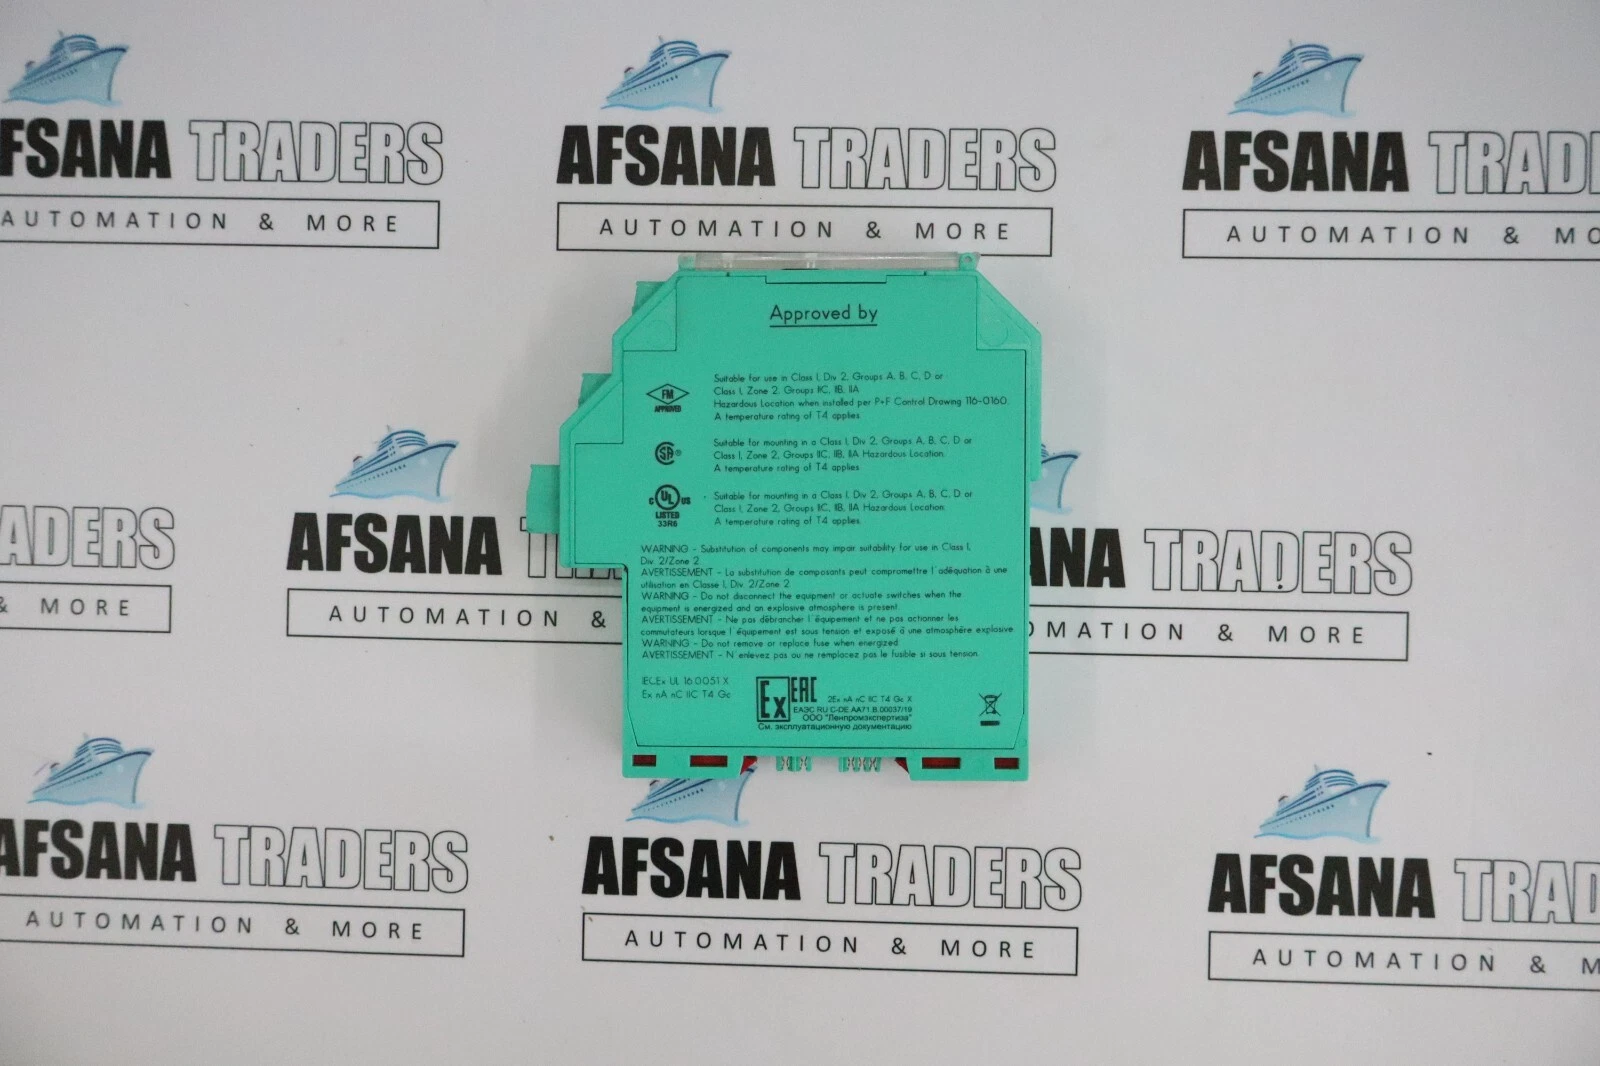 FSANA TRADERS
AUTOMATION & MORE
AFSANA TRADERS
AUTOMATION & MORE
AFSANA TRAD
AUTOMATION & MO
Approved by
FM
APPROVED
Suitable for use in Class I, Div 2, Groups A, B, C, D or
Class I, Zone 2, Groups IIC, IIB, IIA
Hazardous Location when installed per P+F Control Drawing 116-0160.
A temperature rating of T4 applies
SA®
Suitable for mounting in a Class I, Div 2, Groups A, B, C, D or
Class I, Zone 2, Groups IIC, IIB, IIA Hazardous Location.
A temperature rating of T4 applies
C UL US
LISTED
33R6
Suitable for mounting in a Class I, Div 2, Groups A, B, C, D or
Class I, Zone 2, Groups IIC, IIB, IIA Hazardous Location.
A temperature rating of T4 applies.
WARNING - Substitution of components may impair suitability for use in Class I,
Div. 2/Zone 2
AVERTISSEMENT - La substitution de composants peut compromettre l´adéquation à une
utilisation en Classe I, Div. 2/Zone 2
WARNING - Do not disconnect the equipment or actuate switches when the
equipment is energized and an explosive atmosphere is present
AVERTISSEMENT - Ne pas débrancher l´équipement et ne pas actionner les
commutateurs lorsque l´équipement est sous tension et exposé à une atmosphère explosive
WARNING - Do not remove or replace fuse when energized
AVERTISSEMENT - N´enlevez pas ou ne remplacez pas le fusible si sous tension.
IECEx UL 16.0051 X
Ex nA nC IIC T4 Gc
Ex EAC
2Ex nA nC IIC T4 Gc X
ЕАЭС RU C-DE.АА71.В.00037/19
ООО "Ленпромэкспертиза"
См. эксплуатационную документацию
ADERS
& MORE
AFSANA
AUTOMATION &
ANA TRADERS
OMATION & MORE
AFSANA TRADERS
AUTOMATION & MORE
AFSANA TRADERS
AUTOMATION & MORE
AFSANA TRAD
AUTOMATION & M